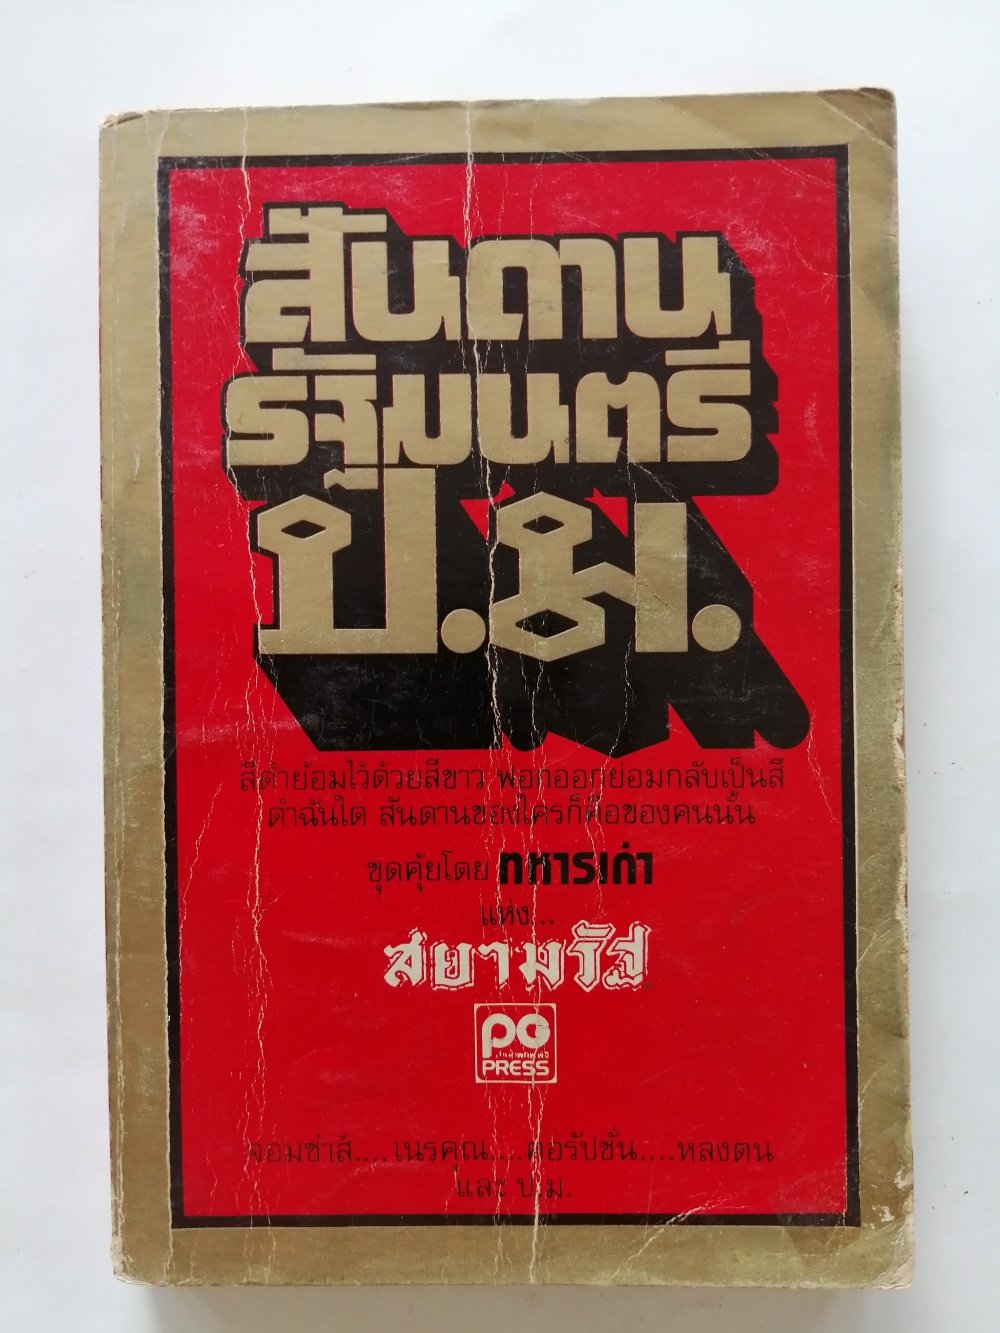 สันดาน
รัฐมนตรี
ป.ม.
สีดำย้อมไว้ด้วยสีขาว ฟอกออกย่อมกลับเป็นสี
ดำฉันใด สันดานของใครก็คือของคนนั้น
ขุดคุ้ยโดย ทหารเก่า
แห่ง...
สยามรัฐ
PG
PRESS
จอมซ่าส์....เนรคุณ....คอรัปชั่น....หลงตน
และ ป.ม.